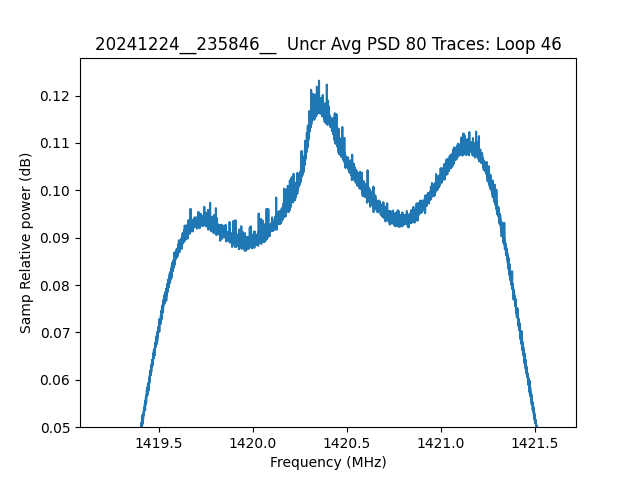 20241224__235846__  Uncr Avg PSD 80 Traces: Loop 46
0.12
0.11
0.10
0.09
0.08
0.07
0.06
0.05
Samp Relative power (dB)
1419.5 1420.0 1420.5 1421.0 1421.5
Frequency (MHz)